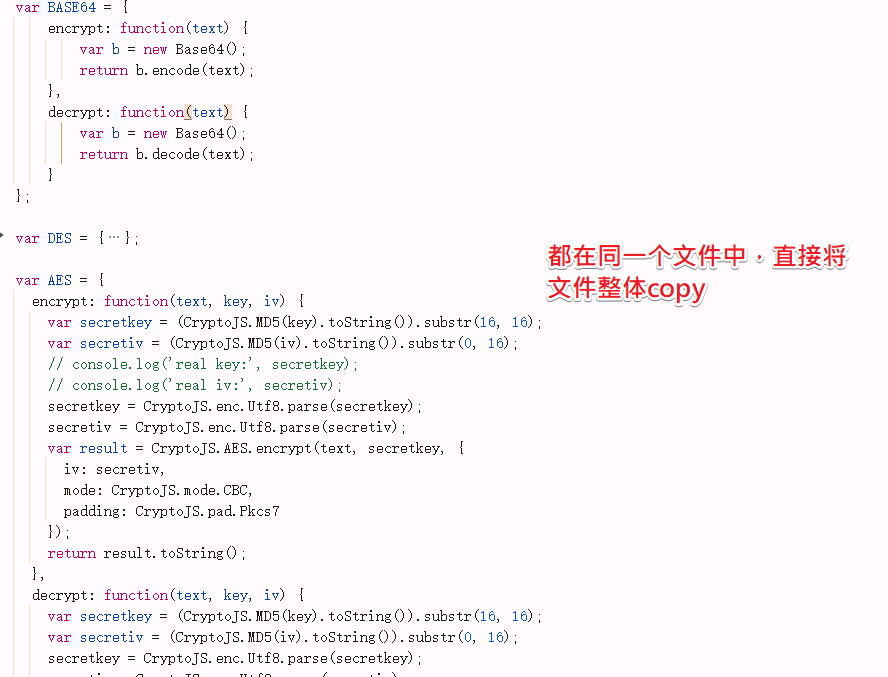 var BASE64 = {
encrypt: function(text) {
var b = new Base64();
return b.encode(text);
},
decrypt: function(text) {
var b = new Base64();
return b.decode(text);
}
};
var DES = {…};
都在同一个文件中，直接将
文件整体copy
var AES = {
encrypt: function(text, key, iv) {
var secretkey = (CryptoJS.MD5(key).toString()).substr(16, 16);
var secretiv = (CryptoJS.MD5(iv).toString()).substr(0, 16);
// console.log('real key:', secretkey);
// console.log('real iv:', secretiv);
secretkey = CryptoJS.enc.Utf8.parse(secretkey);
secretiv = CryptoJS.enc.Utf8.parse(secretiv);
var result = CryptoJS.AES.encrypt(text, secretkey, {
iv: secretiv,
mode: CryptoJS.mode.CBC,
padding: CryptoJS.pad.Pkcs7
});
return result.toString();
},
decrypt: function(text, key, iv) {
var secretkey = (CryptoJS.MD5(key).toString()).substr(16, 16);
var secretiv = (CryptoJS.MD5(iv).toString()).substr(0, 16);
secretkey = CryptoJS.enc.Utf8.parse(secretkey);